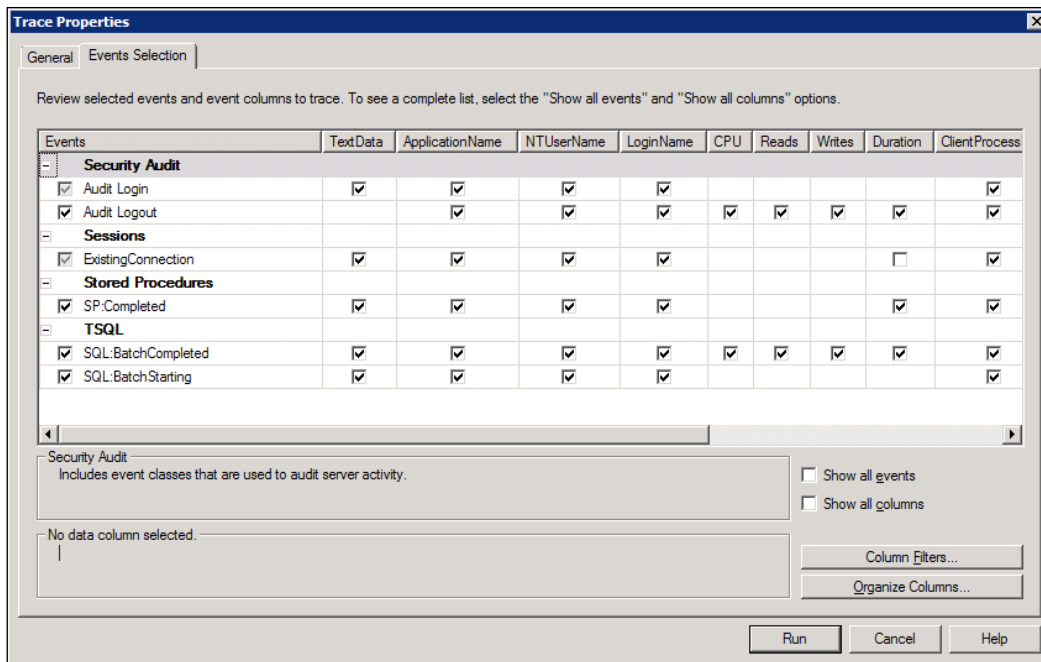 Trace Properties
General Events Selection
Review selected events and event columns to trace. To see a complete list, select the "Show all events" and "Show all columns" options.
Events TextData ApplicationName NTUserName LoginName CPU Reads Writes Duration ClientProcess
Security Audit
Audit Login
Audit Logout
Sessions
ExistingConnection
Stored Procedures
SP:Completed
TSQL
SQL:BatchCompleted
SQL:BatchStarting
Security Audit
Includes event classes that are used to audit server activity.
Show all events
Show all columns
No data column selected.
Column Filters...
Organize Columns...
Run Cancel Help